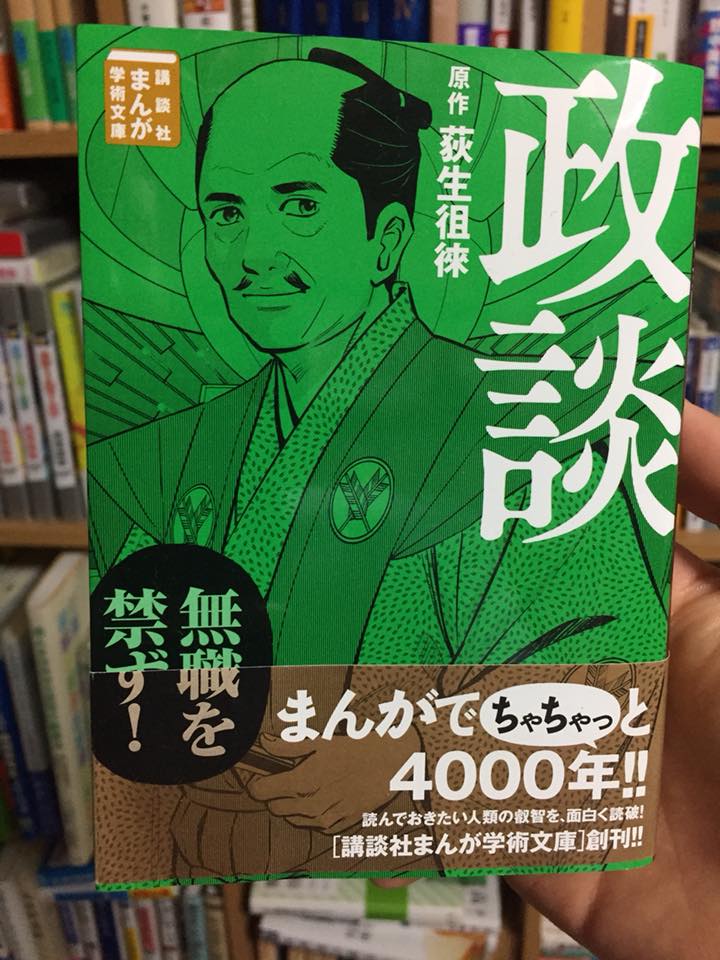 政談
原作 荻生徂徠
講談社
まんが
学術文庫
無職を
禁ず!
まんがでちゃちゃっと
4000年!!
読んでおきたい人類の叡智を、面白く読破!
[講談社まんが学術文庫]創刊!!